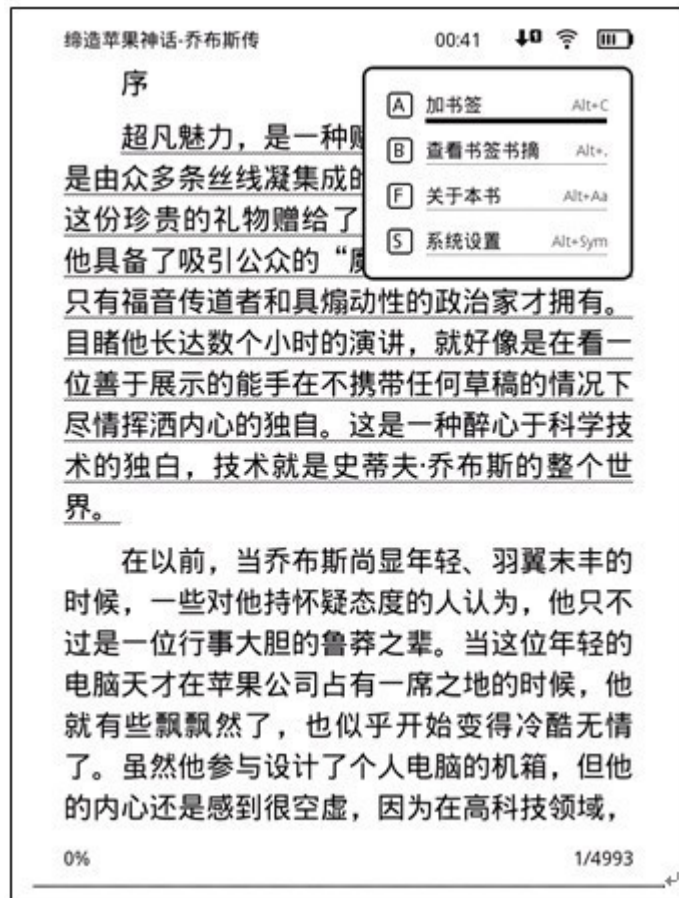 缔造苹果神话-乔布斯传 00:41
序
A 加书签 Alt+C
B 查看书签书摘 Alt+.
F 关于本书 Alt+Aa
S 系统设置 Alt+Sym
超凡魅力，是一种
是由众多条丝线凝集成的
这份珍贵的礼物赠给了
他具备了吸引公众的“
只有福音传道者和具煽动性的政治家才拥有。
目睹他长达数个小时的演讲，就好像是在看一
位善于展示的能手在不携带任何草稿的情况下
尽情挥洒内心的独自。这是一种醉心于科学技
术的独白，技术就是史蒂夫·乔布斯的整个世
界。
在以前，当乔布斯尚显年轻、羽翼末丰的
时候，一些对他持怀疑态度的人认为，他只不
过是一位行事大胆的鲁莽之辈。当这位年轻的
电脑天才在苹果公司占有一席之地的时候，他
就有些飘飘然了，也似乎开始变得冷酷无情
了。虽然他参与设计了个人电脑的机箱，但他
的内心还是感到很空虚，因为在高科技领域，
0% 1/4993